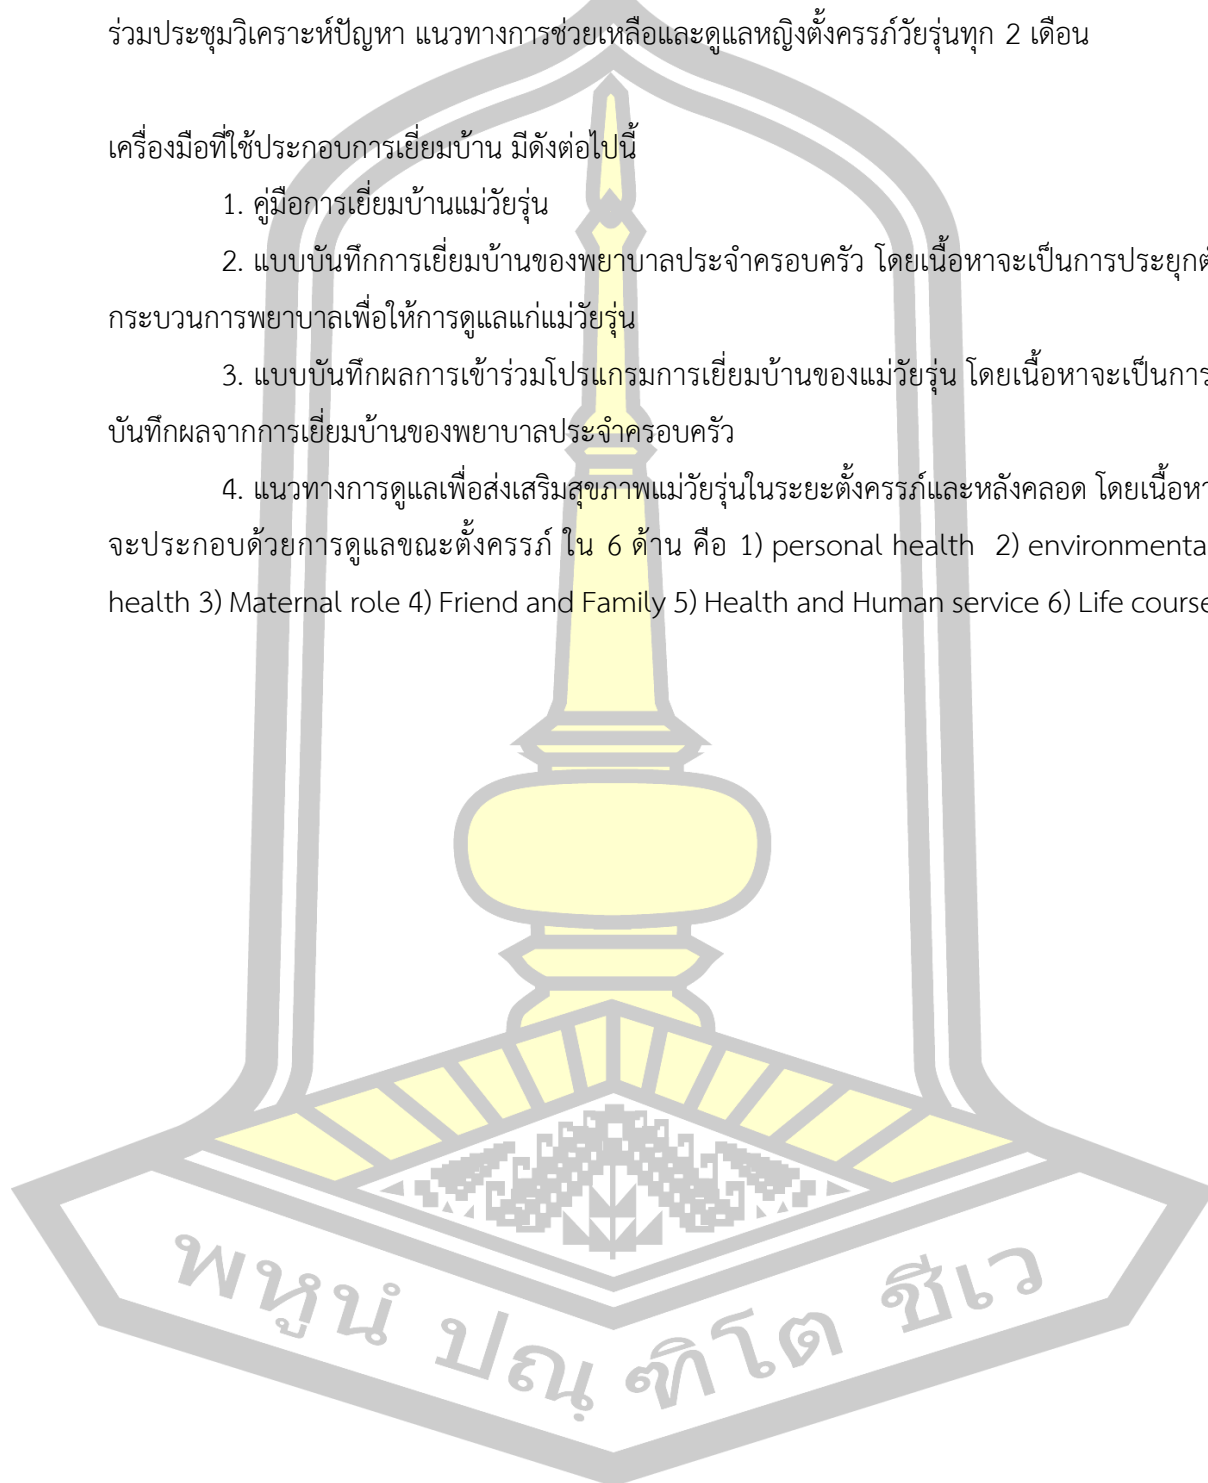 ร่วมประชุมวิเคราะห์ปัญหา แนวทางการช่วยเหลือและดูแลหญิงตั้งครรภ์วัยรุ่นทุก 2 เดือน
เครื่องมือที่ใช้ประกอบการเยี่ยมบ้าน มีดังต่อไปนี้
1. คู่มือการเยี่ยมบ้านแม่วัยรุ่น
2. แบบบันทึกการเยี่ยมบ้านของพยาบาลประจำครอบครัว โดยเนื้อหาจะเป็นการประยุกต์
กระบวนการพยาบาลเพื่อให้การดูแลแก่แม่วัยรุ่น
3. แบบบันทึกผลการเข้าร่วมโปรแกรมการเยี่ยมบ้านของแม่วัยรุ่น โดยเนื้อหาจะเป็นการ
บันทึกผลจากการเยี่ยมบ้านของพยาบาลประจำครอบครัว
4. แนวทางการดูแลเพื่อส่งเสริมสุขภาพแม่วัยรุ่นในระยะตั้งครรภ์และหลังคลอด โดยเนื้อหา
จะประกอบด้วยการดูแลขณะตั้งครรภ์ ใน 6 ด้าน คือ 1) personal health 2) environmenta
health 3) Maternal role 4) Friend and Family 5) Health and Human service 6) Life course
พหูนํ ปณฺ ฑิโต ชีเว